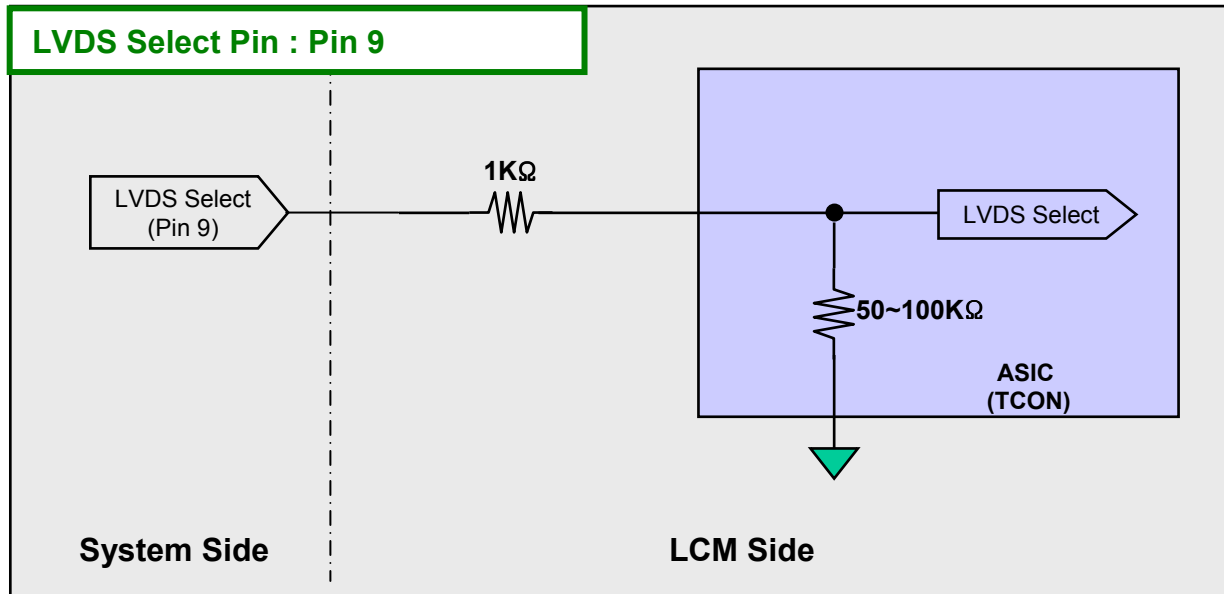 LVDS Select Pin : Pin 9
1KΩ
LVDS Select
(Pin 9)
LVDS Select
50~100KΩ
ASIC
(TCON)
System Side
LCM Side